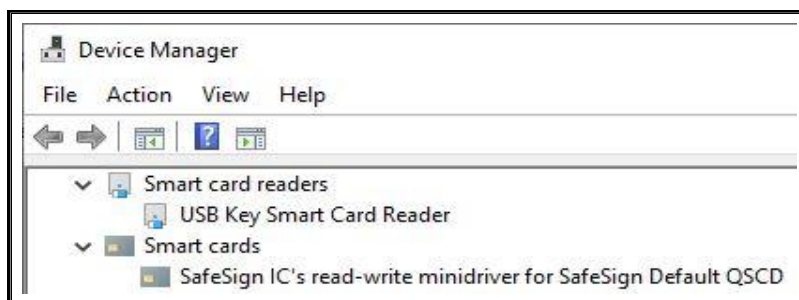 Device Manager
File Action View Help
?
Smart card readers
USB Key Smart Card Reader
Smart cards
SafeSign IC's read-write minidriver for SafeSign Default QSCD